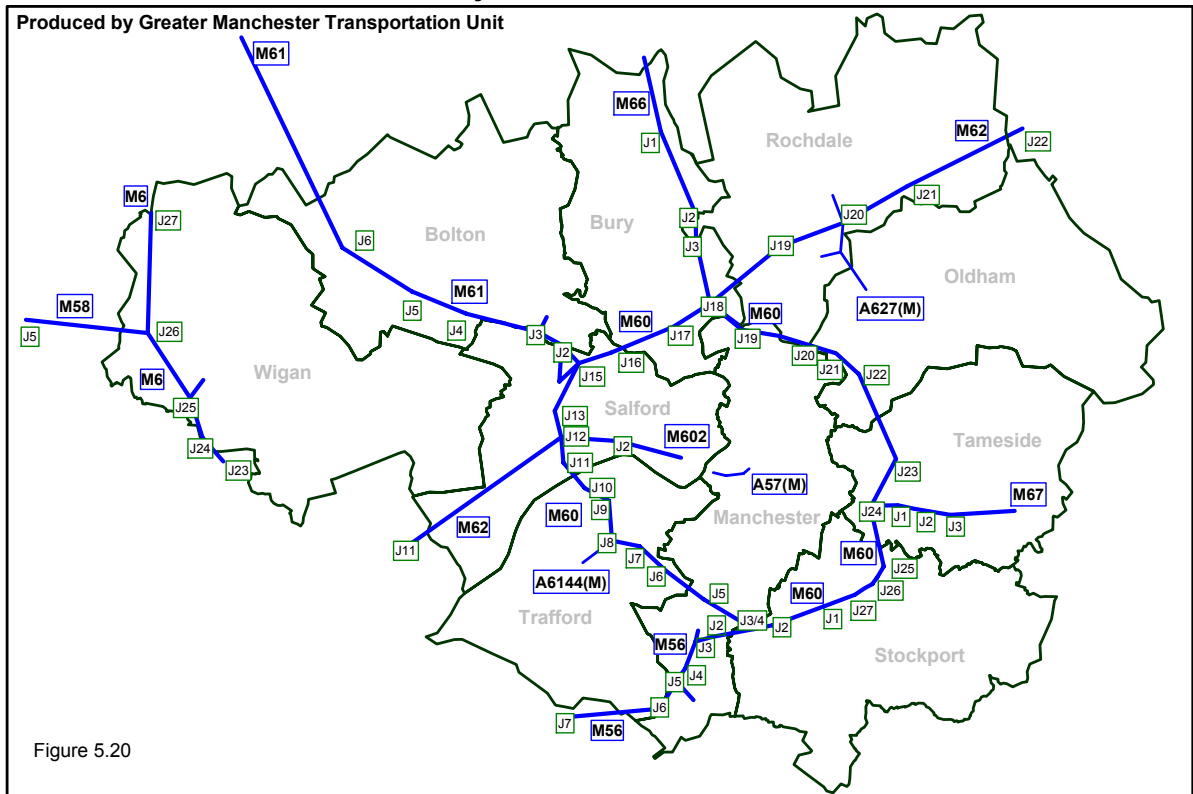 Produced by Greater Manchester Transportation Unit
M61
M66
J1
Rochdale
M62
J22
M6
J27
J6
Bolton
Bury
J2
J3
J20
J21
J19
Oldham
M58
J5
J26
M61
J5
J4
J3
J2
M60
J18
J17
J16
J15
M60
J19
J20
J21
J22
A627(M)
M6
Wigan
J25
J24
J23
Salford
J13
J12
J2
M602
J11
Tameside
J23
J10
J9
M60
A57(M)
Manchester
J24
J1
J2
J3
M67
M62
J11
J8
J7
J6
A6144(M)
M60
J25
J26
J27
M60
J1
J5
J3/4
J2
J2
Trafford
M56
J3
J4
J5
J6
J7
M56
Stockport
Figure 5.20